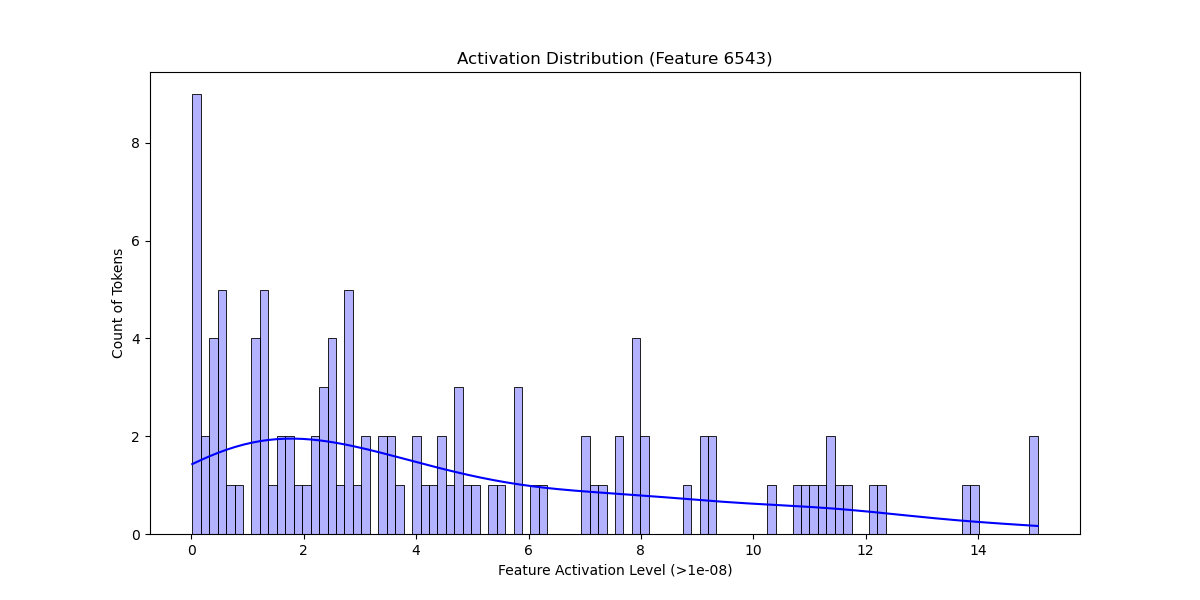 Activation Distribution (Feature 6543)
Count of Tokens
8
6
4
2
0
0 2 4 6 8 10 12 14
Feature Activation Level (>1e-08)